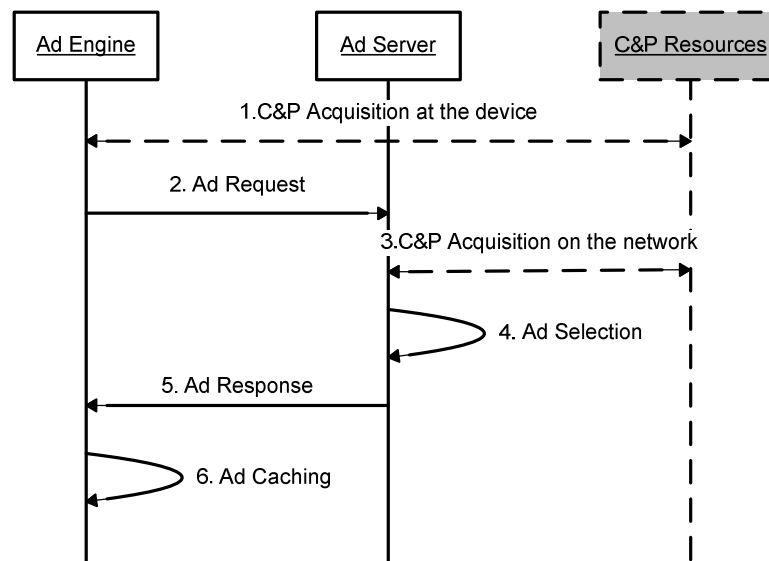 Ad Engine
Ad Server
C&P Resources
1.C&P Acquisition at the device
2. Ad Request
3.C&P Acquisition on the network
4. Ad Selection
5. Ad Response
6. Ad Caching